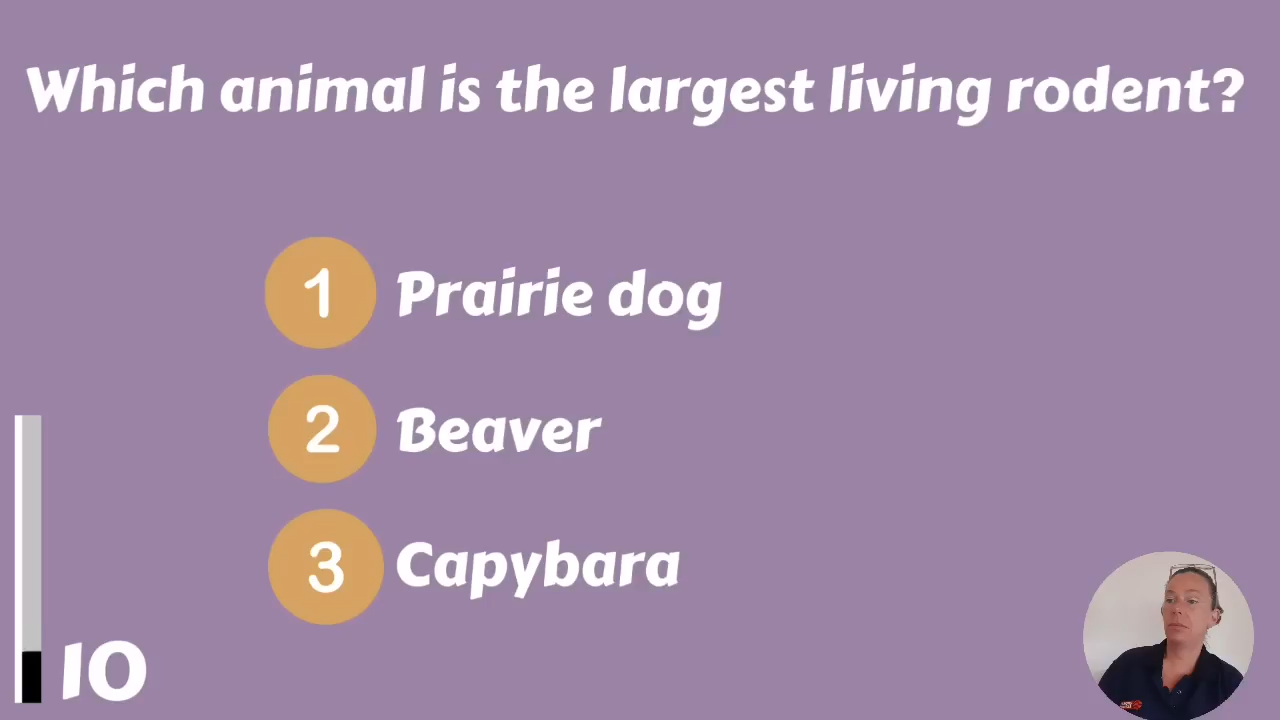 Which animal is the largest living rodent?
1 Prairie dog
2 Beaver
3 Capybara
10